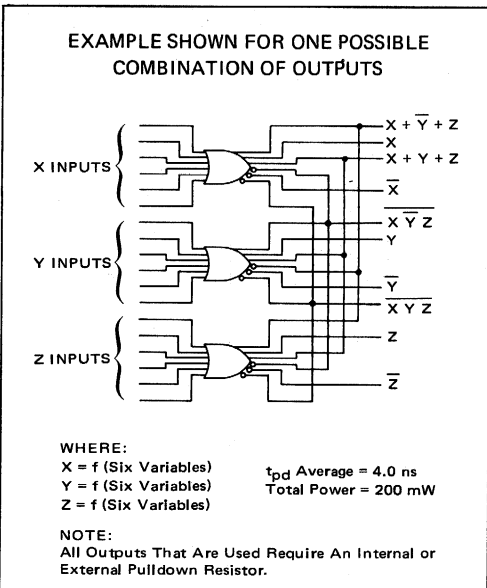 EXAMPLE SHOWN FOR ONE POSSIBLE
COMBINATION OF OUTPUTS
X INPUTS
Y INPUTS
Z INPUTS
X + Y̅ + Z
X
X + Y + Z
X̅
X̅ ̅Y̅̅ ̅Z̅
Y
Y̅
X̅ ̅Y̅ ̅Z̅
Z
Z̅
WHERE:
X = f (Six Variables)
Y = f (Six Variables)
Z = f (Six Variables)
tpd Average = 4.0 ns
Total Power = 200 mW
NOTE:
All Outputs That Are Used Require An Internal or
External Pulldown Resistor.